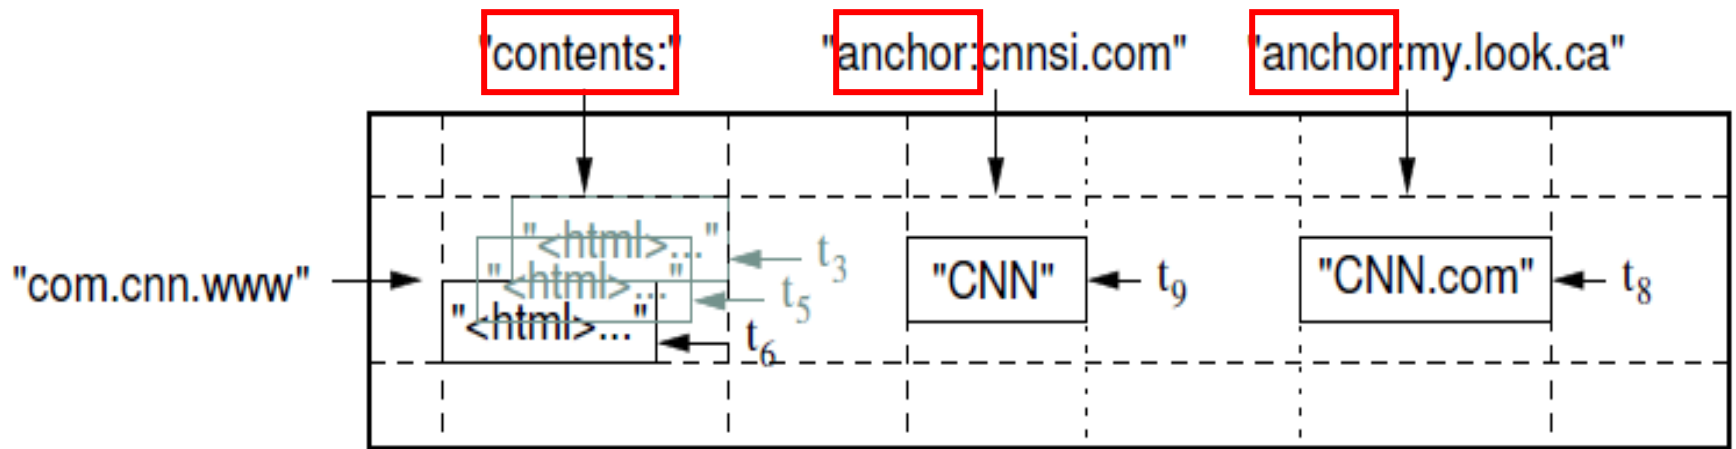 "contents:" "anchor:cnnsi.com" "anchor:my.look.ca"
"<html>..." t3
"com.cnn.www" "<html>..." t5 "CNN" t9 "CNN.com" t8
"<html>..." t6